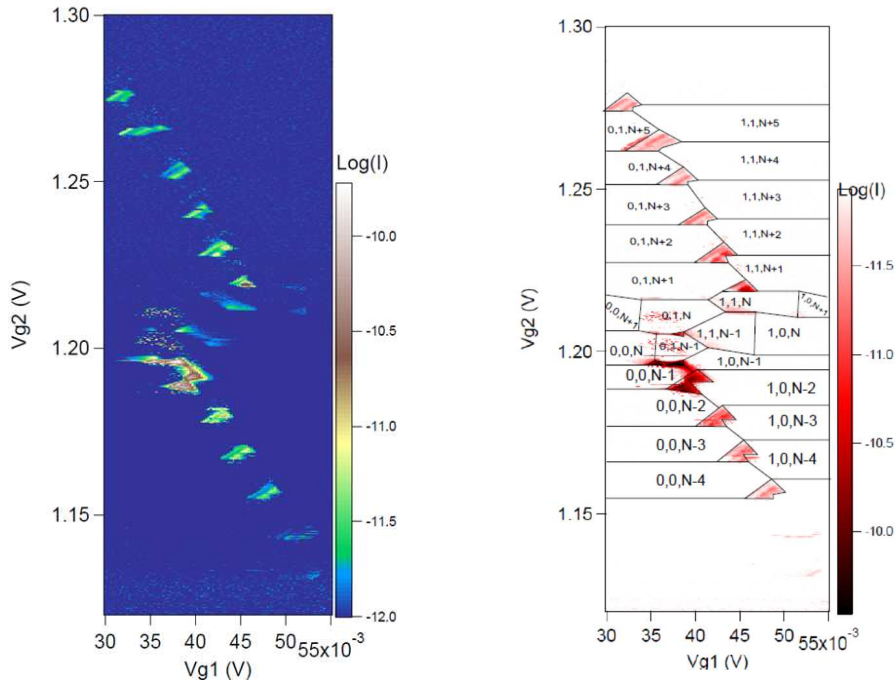 1.30
1.25
1.20
1.15
Vg2 (V)
30
35
40
45
50
55x10⁻³
Vg1 (V)
Log(I)
-10.0
-10.5
-11.0
-11.5
-12.0
1.30
1.25
1.20
1.15
Vg2 (V)
30
35
40
45
50
55x10⁻³
Vg1 (V)
0,1,N+5
1,1,N+5
0,1,N+4
1,1,N+4
0,1,N+3
1,1,N+3
0,1,N+2
1,1,N+2
0,1,N+1
1,1,N+1
0,0,N+1
0,1,N
1,1,N
1,0,N+1
0,0,N
0,1,N-1
1,1,N-1
1,0,N
0,0,N-1
1,0,N-1
0,0,N-2
1,0,N-2
0,0,N-3
1,0,N-3
0,0,N-4
1,0,N-4
Log(I)
-11.5
-11.0
-10.5
-10.0